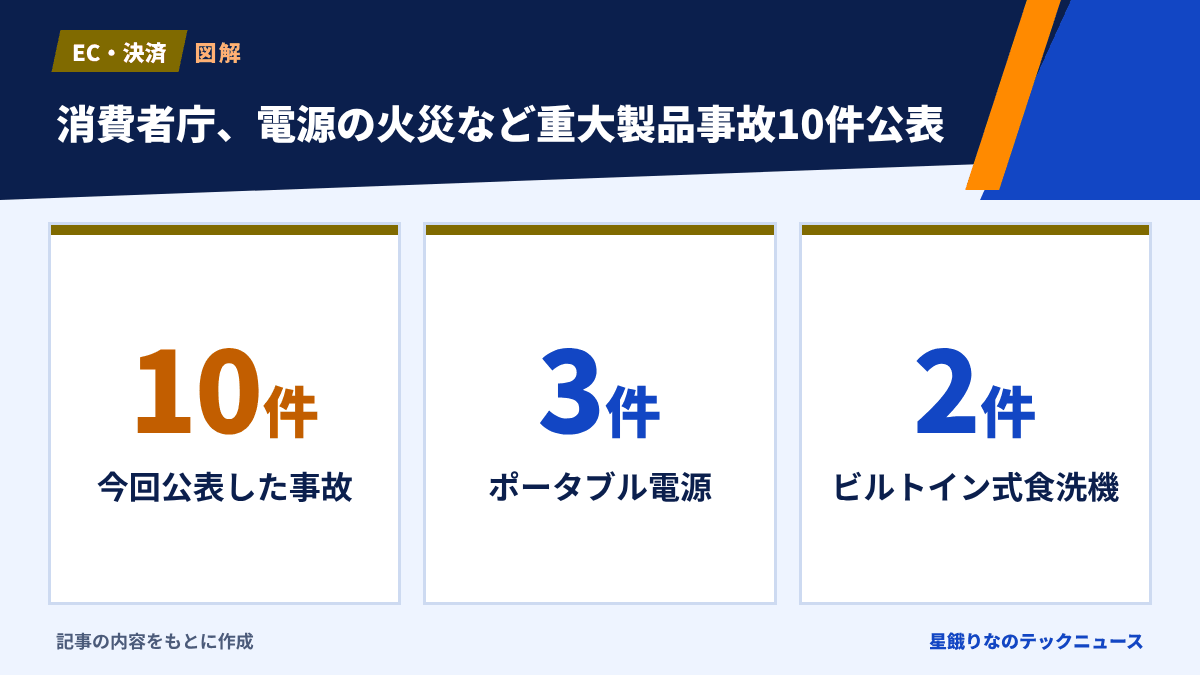 EC・決済 図解
消費者庁、電源の火災など重大製品事故10件公表
10件
今回公表した事故
3件
ポータブル電源
2件
ビルトイン式食洗機
記事の内容をもとに作成
星餓りなのテックニュース